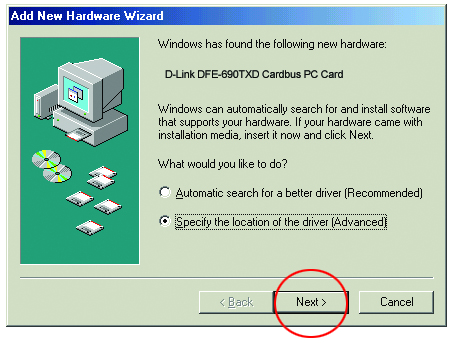 Add New Hardware Wizard
Windows has found the following new hardware:
D-Link DFE-690TXD Cardbus PC Card
Windows can automatically search for and install software
that supports your hardware. If your hardware came with
installation media, insert it now and click Next.
What would you like to do?
Automatic search for a better driver (Recommended)
Specify the location of the driver (Advanced)
< Back
Next >
Cancel